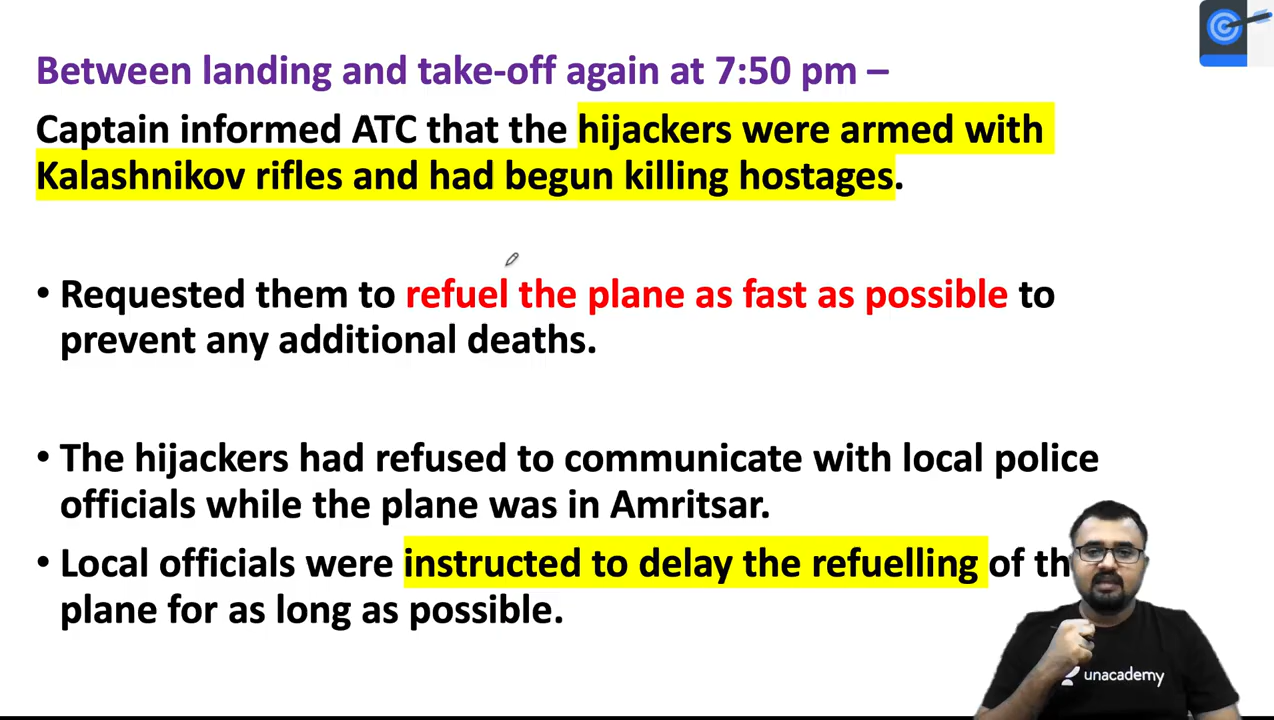 Between landing and take-off again at 7:50 pm –
Captain informed ATC that the hijackers were armed with
Kalashnikov rifles and had begun killing hostages.
• Requested them to refuel the plane as fast as possible to
prevent any additional deaths.
• The hijackers had refused to communicate with local police
officials while the plane was in Amritsar.
• Local officials were instructed to delay the refuelling of th
plane for as long as possible.
unacademy